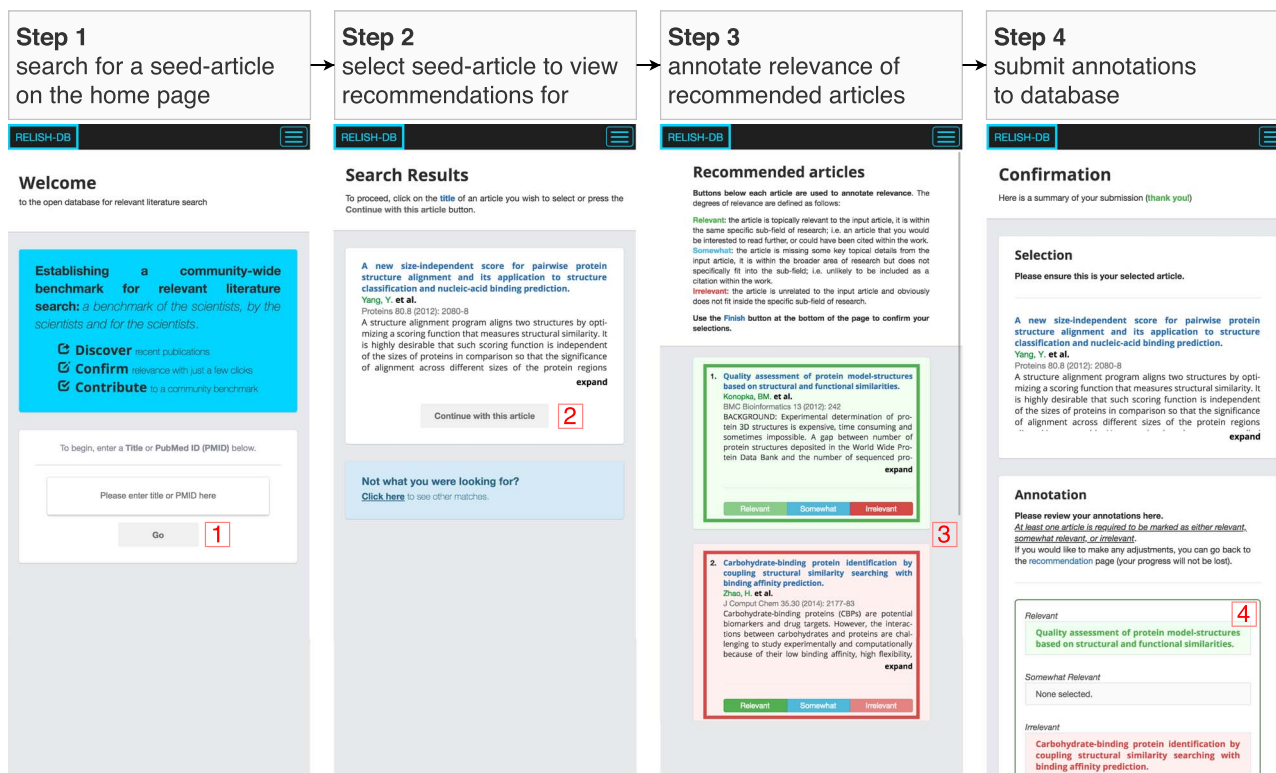 Step 1
search for a seed-article
on the home page
Step 2
select seed-article to view
recommendations for
Step 3
annotate relevance of
recommended articles
Step 4
submit annotations
to database
RELISH-DB
Welcome
to the open database for relevant literature search
Establishing a community-wide
benchmark for relevant literature
search: a benchmark of the scientists, by the
scientists and for the scientists.
Discover recent publications
Confirm relevance with just a few clicks
Contribute to a community benchmark
To begin, enter a Title or PubMed ID (PMID) below.
Please enter title or PMID here
Go
1
RELISH-DB
Search Results
To proceed, click on the title of an article you wish to select or press the
Continue with this article button.
A new size-independent score for pairwise protein
structure alignment and its application to structure
classification and nucleic-acid binding prediction.
Yang, Y. et al.
Proteins 80.8 (2012): 2080-8
A structure alignment program aligns two structures by opti-
mizing a scoring function that measures structural similarity. It
is highly desirable that such scoring function is independent
of the sizes of proteins in comparison so that the significance
of alignment across different sizes of the protein regions
expand
Continue with this article
2
Not what you were looking for?
Click here to see other matches.
RELISH-DB
Recommended articles
Buttons below each article are used to annotate relevance. The
degrees of relevance are defined as follows:
Relevant: the article is topically relevant to the input article, it is within
the same specific sub-field of research; i.e. an article that you would
be interested to read further, or could have been cited within the work.
Somewhat: the article is missing some key topical details from the
input article, it is within the broader area of research but does not
specifically fit into the sub-field; i.e. unlikely to be included as a
citation within the work.
Irrelevant: the article is unrelated to the input article and obviously
does not fit inside the specific sub-field of research.
Use the Finish button at the bottom of the page to confirm your
selections.
1. Quality assessment of protein model-structures
based on structural and functional similarities.
Konopka, BM. et al.
BMC Bioinformatics 13 (2012): 242
BACKGROUND: Experimental determination of pro-
tein 3D structures is expensive, time consuming and
sometimes impossible. A gap between number of
protein structures deposited in the World Wide Pro-
tein Data Bank and the number of sequenced pro-
expand
Relevant Somewhat Irrelevant
3
2. Carbohydrate-binding protein identification by
coupling structural similarity searching with
binding affinity prediction.
Zhao, H. et al.
J Comput Chem 35.30 (2014): 2177-83
Carbohydrate-binding proteins (CBPs) are potential
biomarkers and drug targets. However, the interac-
tions between carbohydrates and proteins are chal-
lenging to study experimentally and computationally
because of their low binding affinity, high flexibility,
expand
Relevant Somewhat Irrelevant
RELISH-DB
Confirmation
Here is a summary of your submission (thank you!)
Selection
Please ensure this is your selected article.
A new size-independent score for pairwise protein
structure alignment and its application to structure
classification and nucleic-acid binding prediction.
Yang, Y. et al.
Proteins 80.8 (2012): 2080-8
A structure alignment program aligns two structures by opti-
mizing a scoring function that measures structural similarity. It
is highly desirable that such scoring function is independent
of the sizes of proteins in comparison so that the significance
of alignment across different sizes of the protein regions
expand
Annotation
Please review your annotations here.
At least one article is required to be marked as either relevant,
somewhat relevant, or irrelevant.
If you would like to make any adjustments, you can go back to
the recommendation page (your progress will not be lost).
4
Relevant
Quality assessment of protein model-structures
based on structural and functional similarities.
Somewhat Relevant
None selected.
Irrelevant
Carbohydrate-binding protein identification by
coupling structural similarity searching with
binding affinity prediction.